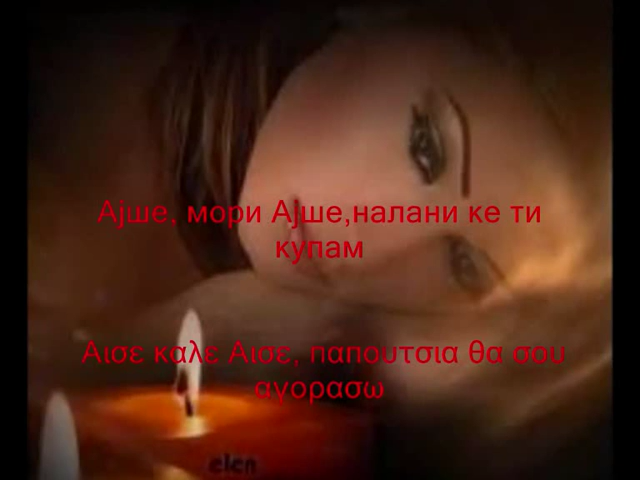 Ајше, мори Ајше,налани ке ти
купам
Αισε καλε Αισε, παπουτσια θα σου
αγορασω
elen